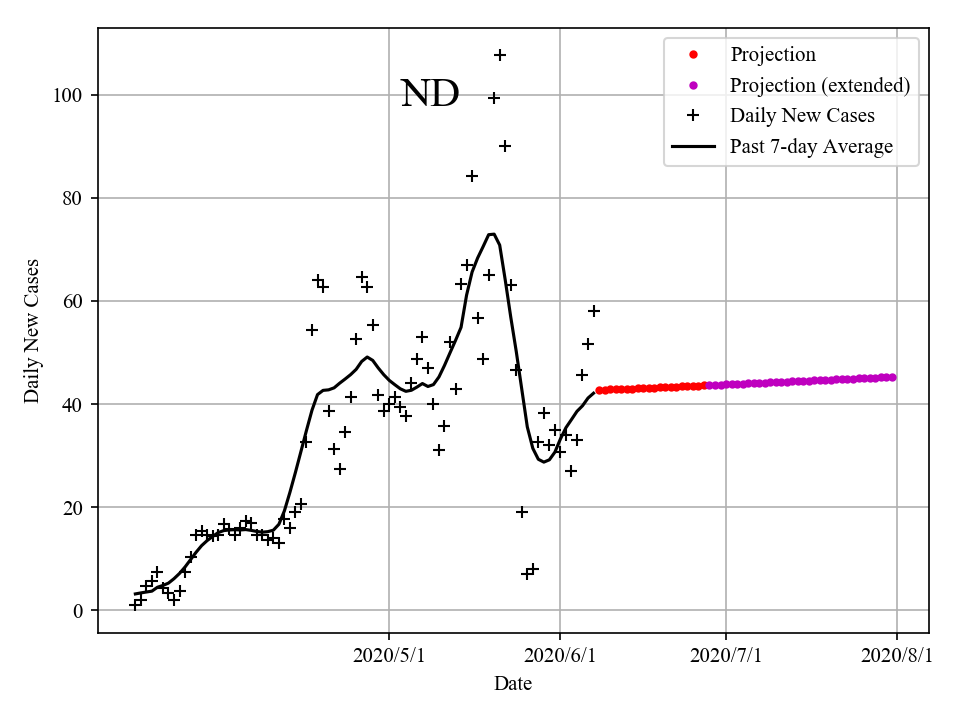 ND
Projection
Projection (extended)
Daily New Cases
Past 7-day Average
Daily New Cases
100
80
60
40
20
0
2020/5/1
2020/6/1
2020/7/1
2020/8/1
Date